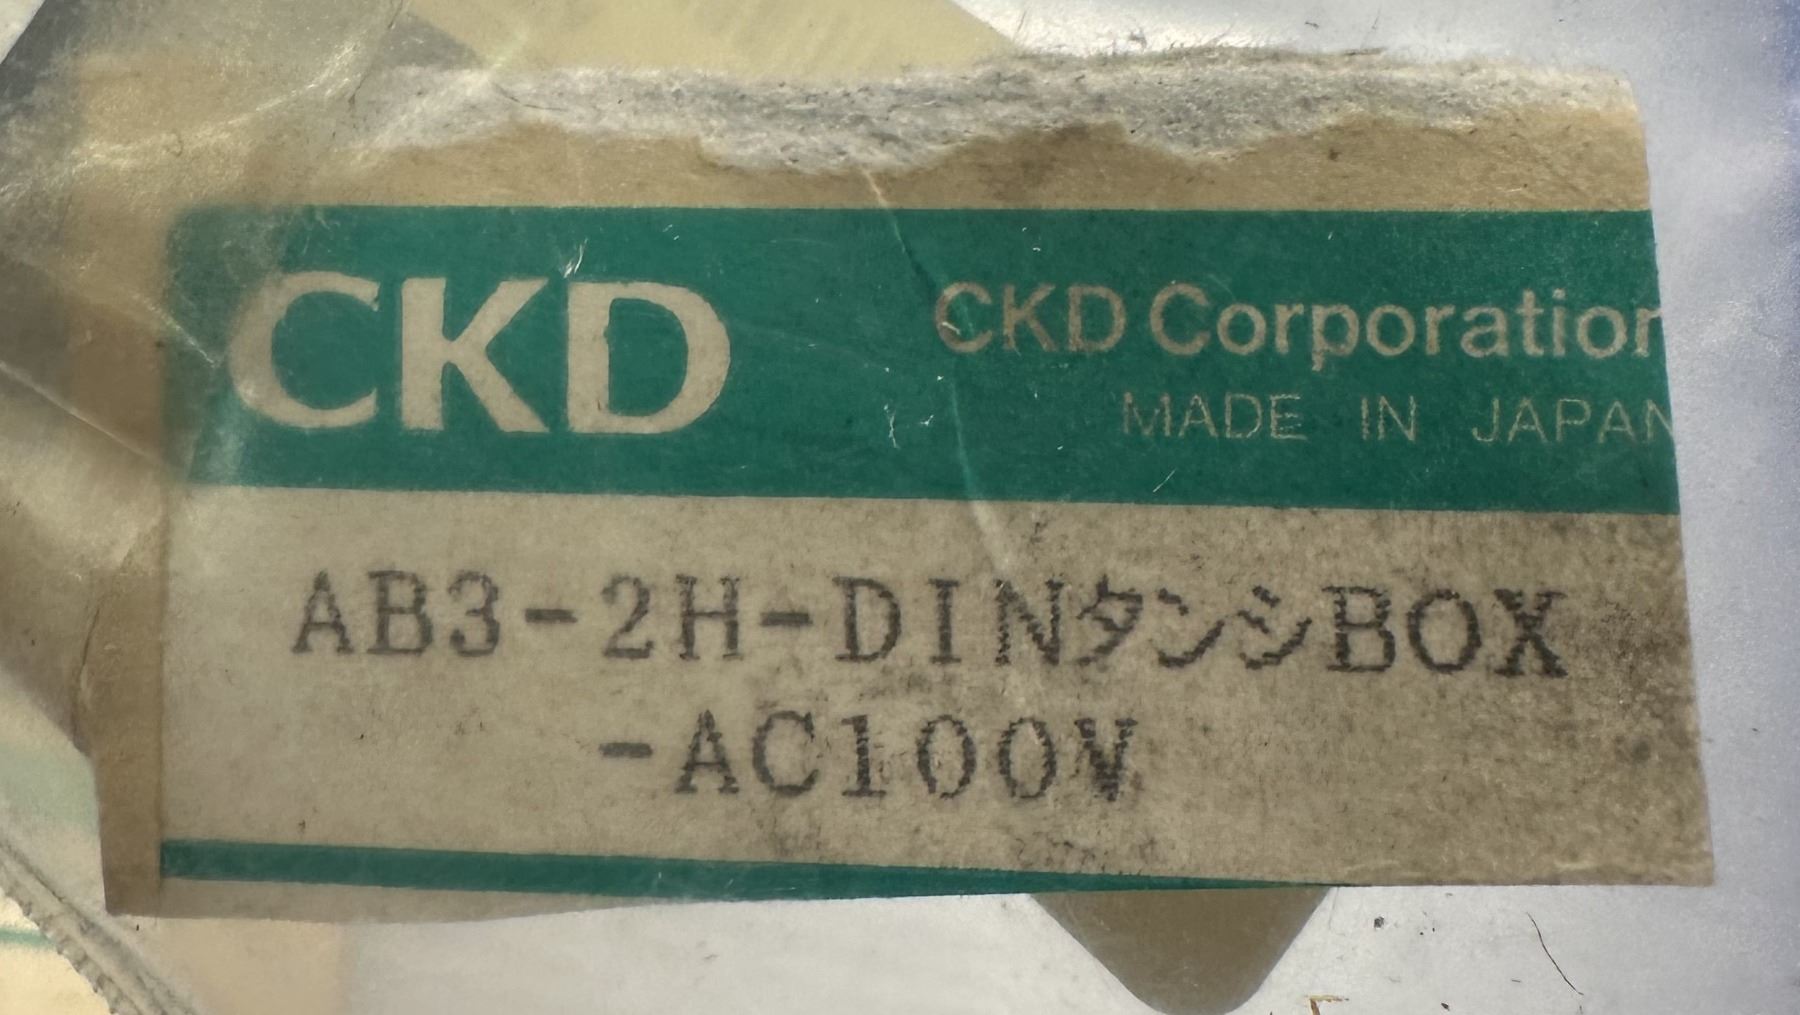 CKD
CKD Corporation
MADE IN JAPAN
AB3-2H-DINタンシBOX
-AC100V